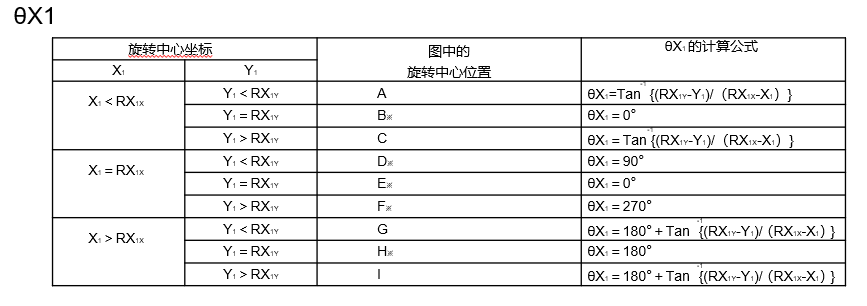 θX1
旋转中心坐标 图中的旋转中心位置 θX₁的计算公式
X₁ Y₁
X₁ < RX₁X Y₁ < RX₁Y A θX₁=Tan⁻¹{(RX₁Y-Y₁)/（RX₁X-X₁）}
Y₁ = RX₁Y B※ θX₁ = 0°
Y₁ > RX₁Y C θX₁ = Tan⁻¹{(RX₁Y-Y₁)/（RX₁X-X₁）}
X₁ = RX₁X Y₁ < RX₁Y D※ θX₁ = 90°
Y₁ = RX₁Y E※ θX₁ = 0°
Y₁ > RX₁Y F※ θX₁ = 270°
X₁ > RX₁X Y₁ < RX₁Y G θX₁ = 180° + Tan⁻¹{(RX₁Y-Y₁)/（RX₁X-X₁）}
Y₁ = RX₁Y H※ θX₁ = 180°
Y₁ > RX₁Y I θX₁ = 180° + Tan⁻¹{(RX₁Y-Y₁)/（RX₁X-X₁）}